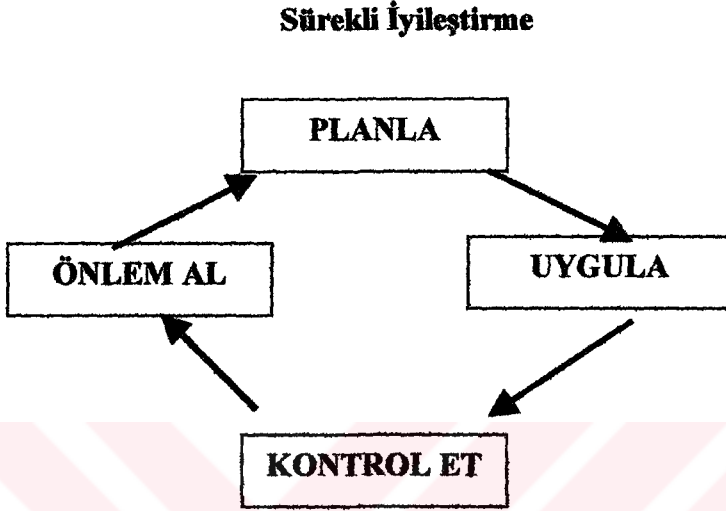 Sürekli İyileştirme
PLANLA
ÖNLEM AL
UYGULA
KONTROL ET